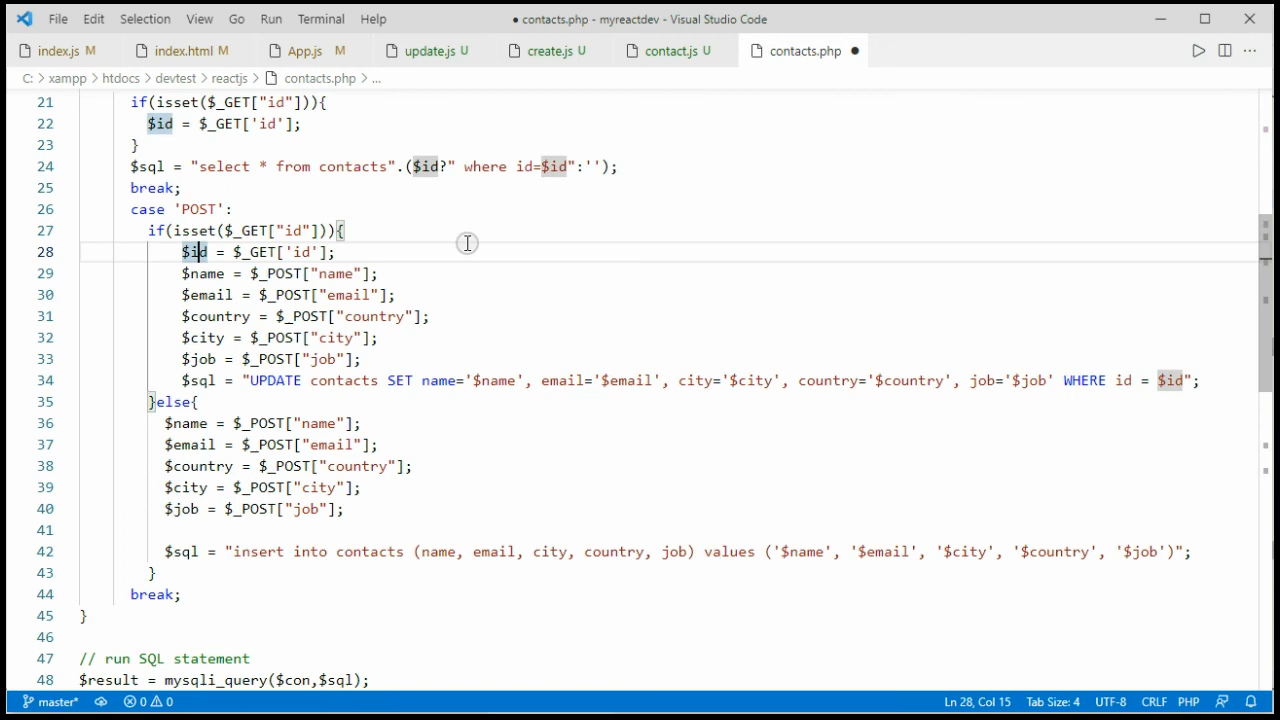 File Edit Selection View Go Run Terminal Help ● contacts.php - myreactdev - Visual Studio Code
index.js M index.html M App.js M update.js U create.js U contact.js U contacts.php ●
C: > xampp > htdocs > devtest > reactjs > contacts.php > ...
21 if(isset($_GET["id"])){
22 $id = $_GET['id'];
23 }
24 $sql = "select * from contacts".($id?" where id=$id":'');
25 break;
26 case 'POST':
27 if(isset($_GET["id"])){
28 $id = $_GET['id'];
29 $name = $_POST["name"];
30 $email = $_POST["email"];
31 $country = $_POST["country"];
32 $city = $_POST["city"];
33 $job = $_POST["job"];
34 $sql = "UPDATE contacts SET name='$name', email='$email', city='$city', country='$country', job='$job' WHERE id = $id";
35 }else{
36 $name = $_POST["name"];
37 $email = $_POST["email"];
38 $country = $_POST["country"];
39 $city = $_POST["city"];
40 $job = $_POST["job"];
41
42 $sql = "insert into contacts (name, email, city, country, job) values ('$name', '$email', '$city', '$country', '$job')";
43 }
44 break;
45 }
46
47 // run SQL statement
48 $result = mysqli_query($con,$sql);
master* 0 0 Ln 28, Col 15 Tab Size: 4 UTF-8 CRLF PHP